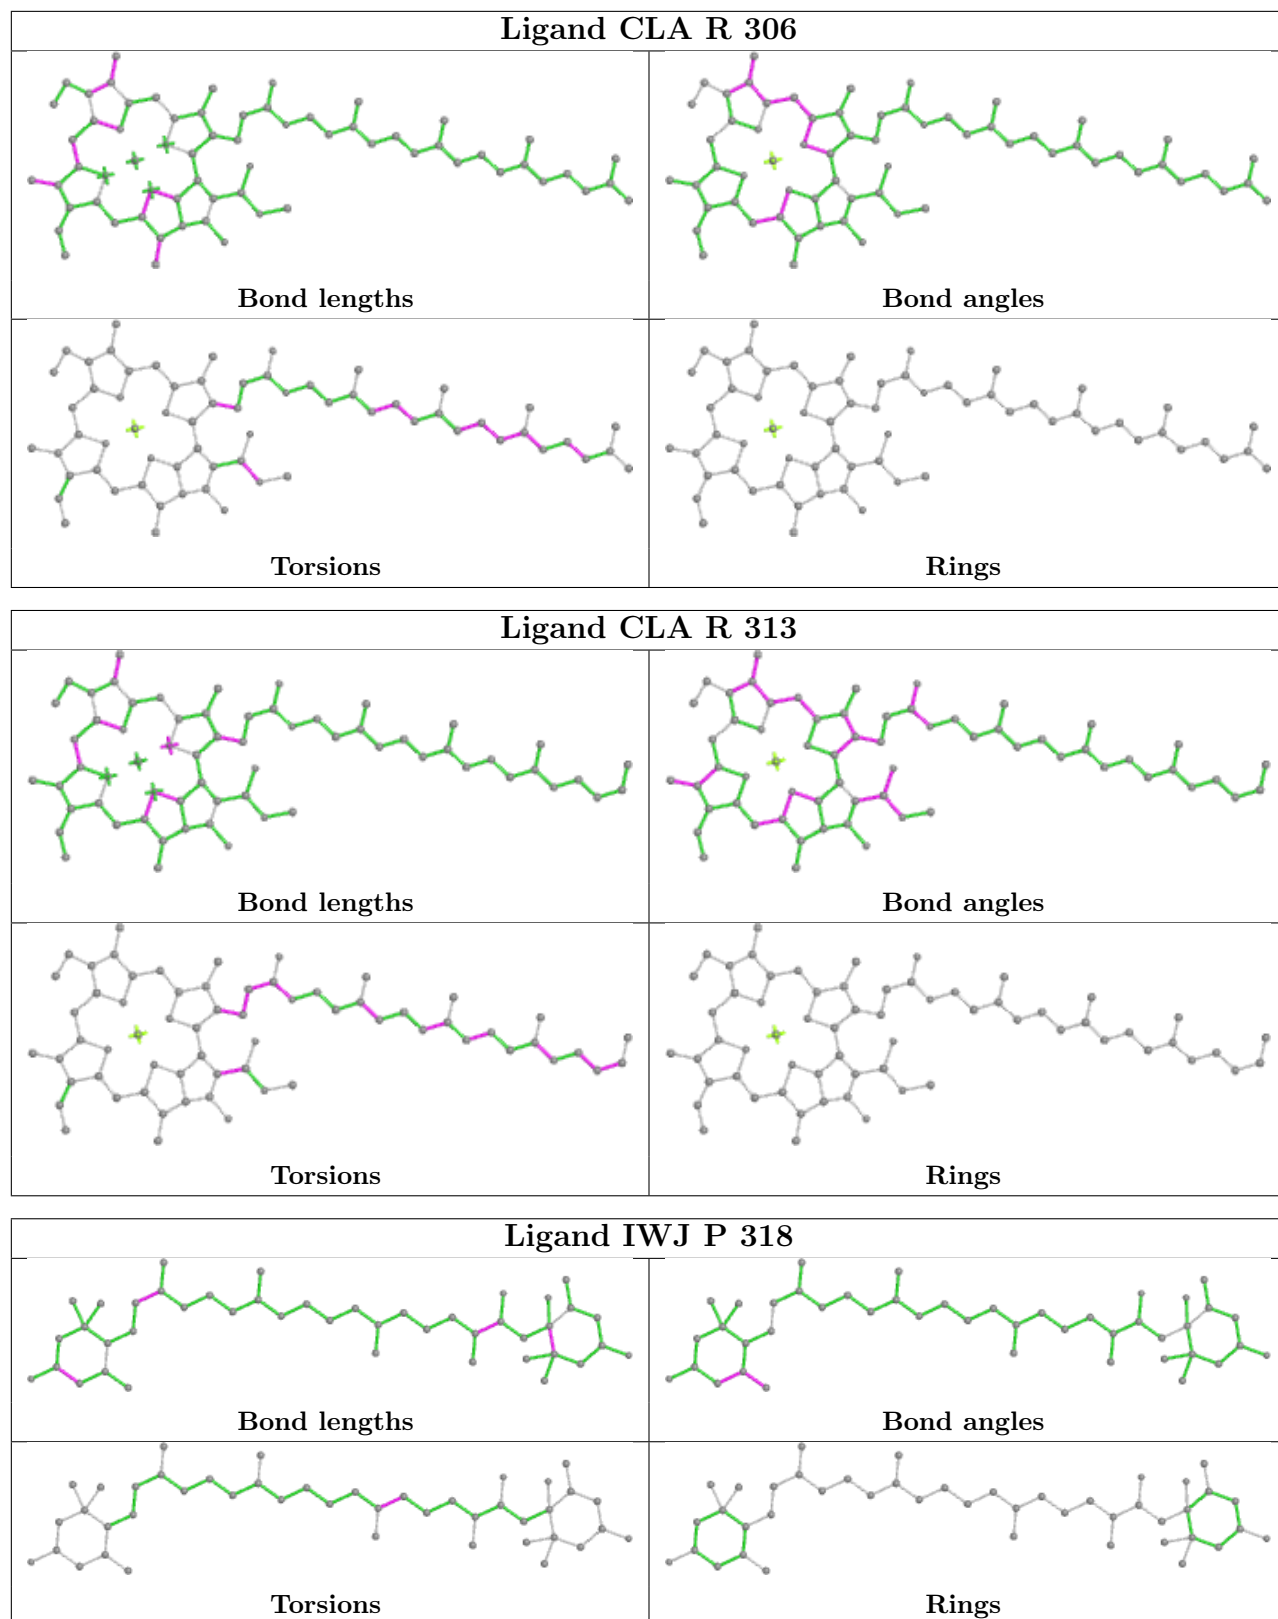 Ligand CLA R 306
Bond lengths
Bond angles
Torsions
Rings
Ligand CLA R 313
Bond lengths
Bond angles
Torsions
Rings
Ligand IWJ P 318
Bond lengths
Bond angles
Torsions
Rings